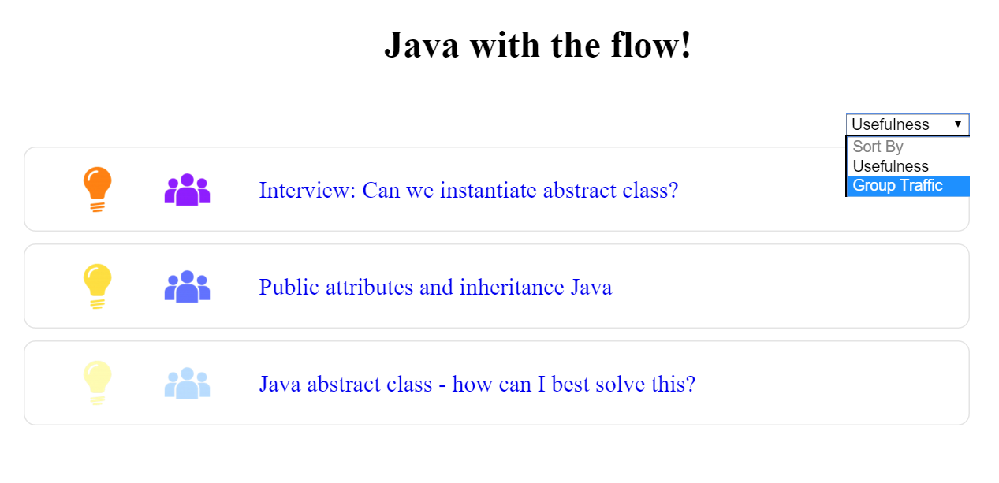 Java with the flow!
Usefulness
Sort By
Usefulness
Group Traffic
Interview: Can we instantiate abstract class?
Public attributes and inheritance Java
Java abstract class - how can I best solve this?